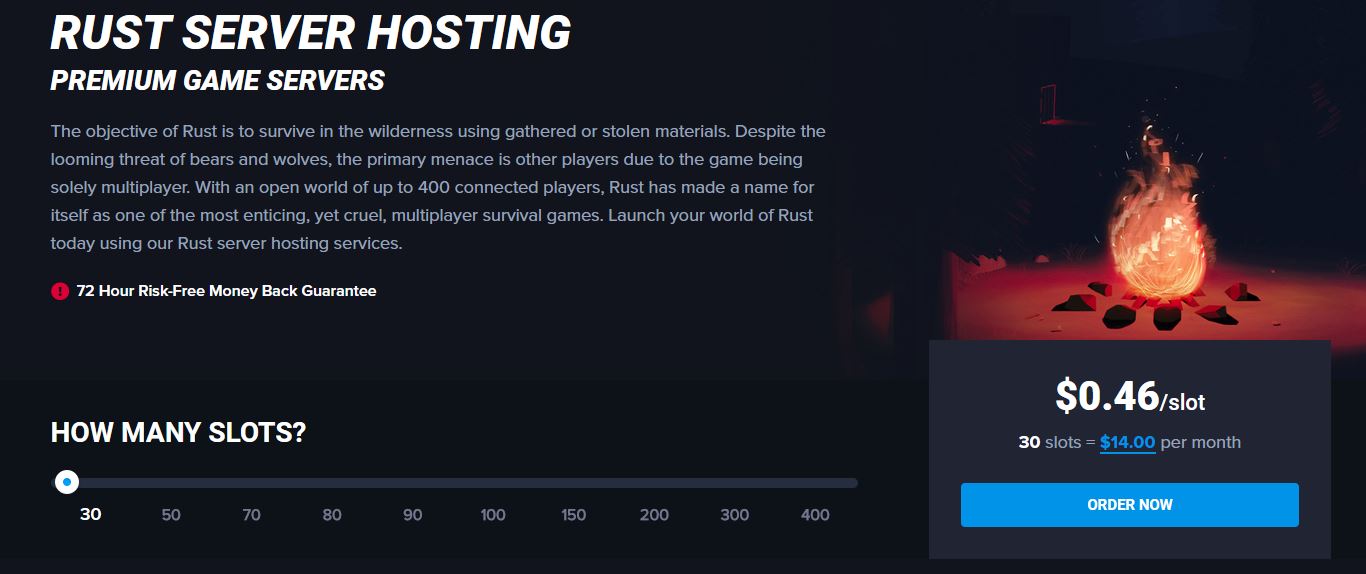 RUST SERVER HOSTING
PREMIUM GAME SERVERS
The objective of Rust is to survive in the wilderness using gathered or stolen materials. Despite the
looming threat of bears and wolves, the primary menace is other players due to the game being
solely multiplayer. With an open world of up to 400 connected players, Rust has made a name for
itself as one of the most enticing, yet cruel, multiplayer survival games. Launch your world of Rust
today using our Rust server hosting services.
72 Hour Risk-Free Money Back Guarantee
HOW MANY SLOTS?
30 50 70 80 90 100 150 200 300 400
$0.46/slot
30 slots = $14.00 per month
ORDER NOW